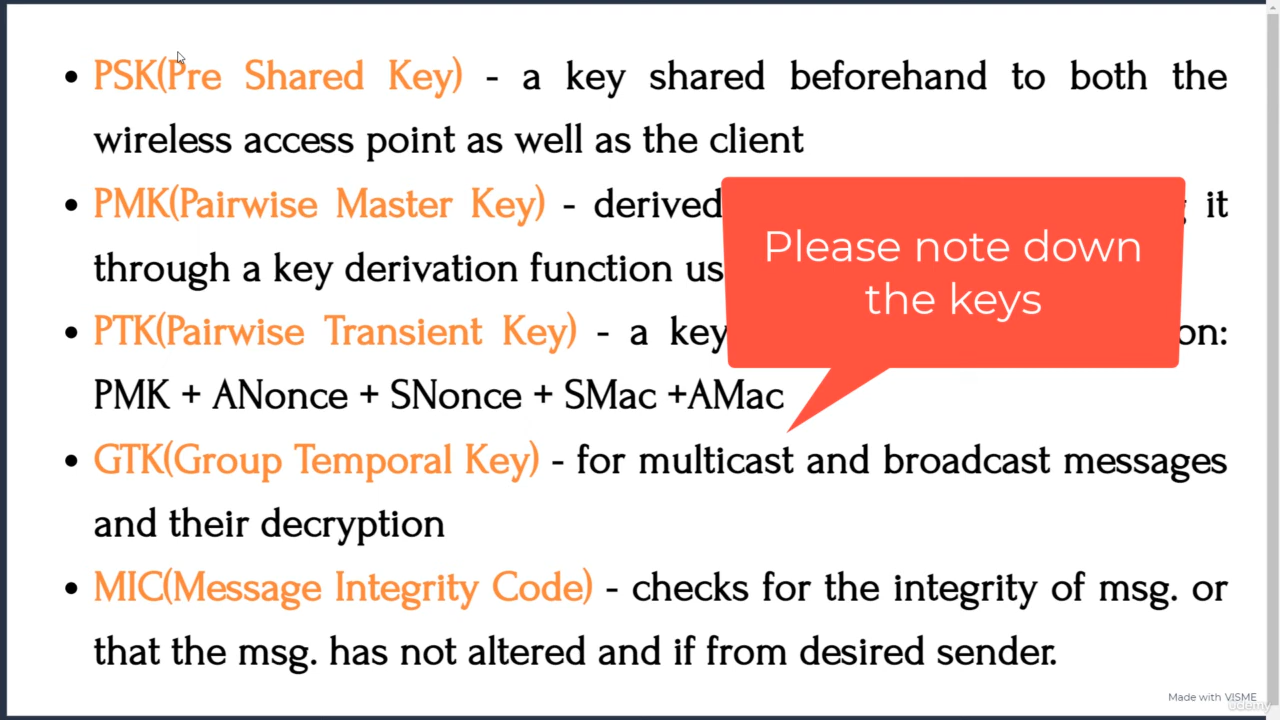 • PSK(Pre Shared Key) - a key shared beforehand to both the
wireless access point as well as the client
• PMK(Pairwise Master Key) - derived it
through a key derivation function
• PTK(Pairwise Transient Key) - a key
PMK + ANonce + SNonce + SMac +AMac
• GTK(Group Temporal Key) - for multicast and broadcast messages
and their decryption
• MIC(Message Integrity Code) - checks for the integrity of msg. or
that the msg. has not altered and if from desired sender.
Please note down
the keys
Made with VISME
udemy